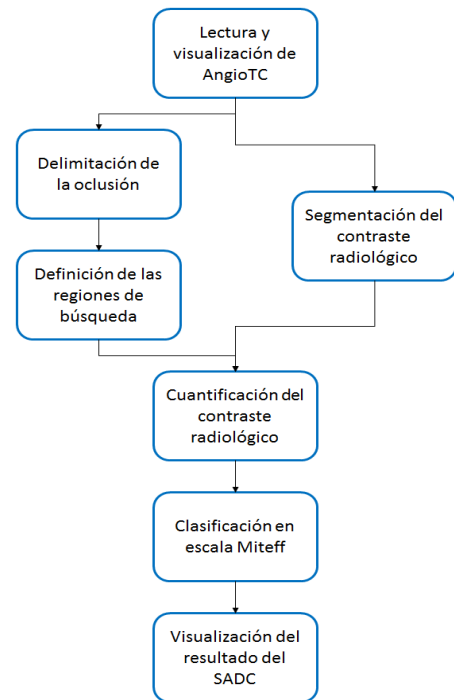 Lectura y
visualización de
AngioTC
Delimitación de
la oclusión
Segmentación del
contraste
radiológico
Definición de las
regiones de
búsqueda
Cuantificación del
contraste
radiológico
Clasificación en
escala Miteff
Visualización del
resultado del
SADC